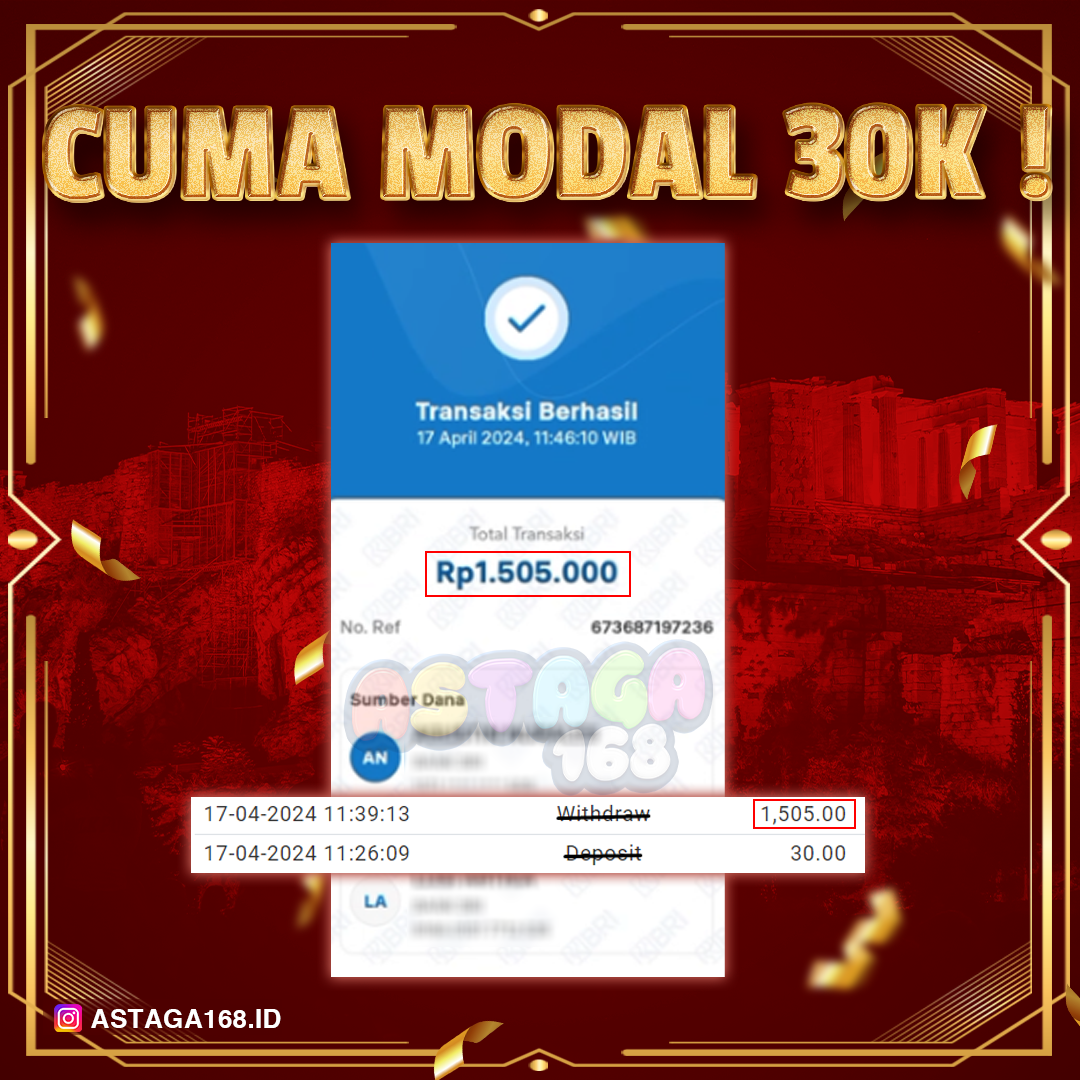 CUMA MODAL 30K !
Transaksi Berhasil
17 April 2024, 11:46:10 WIB
Total Transaksi
Rp1.505.000
No. Ref 673687197236
ASTAGA
168
Sumber Dana
AN
17-04-2024 11:39:13 Withdraw 1,505.00
17-04-2024 11:26:09 Deposit 30.00
LA
BRI
ASTAGA168.ID